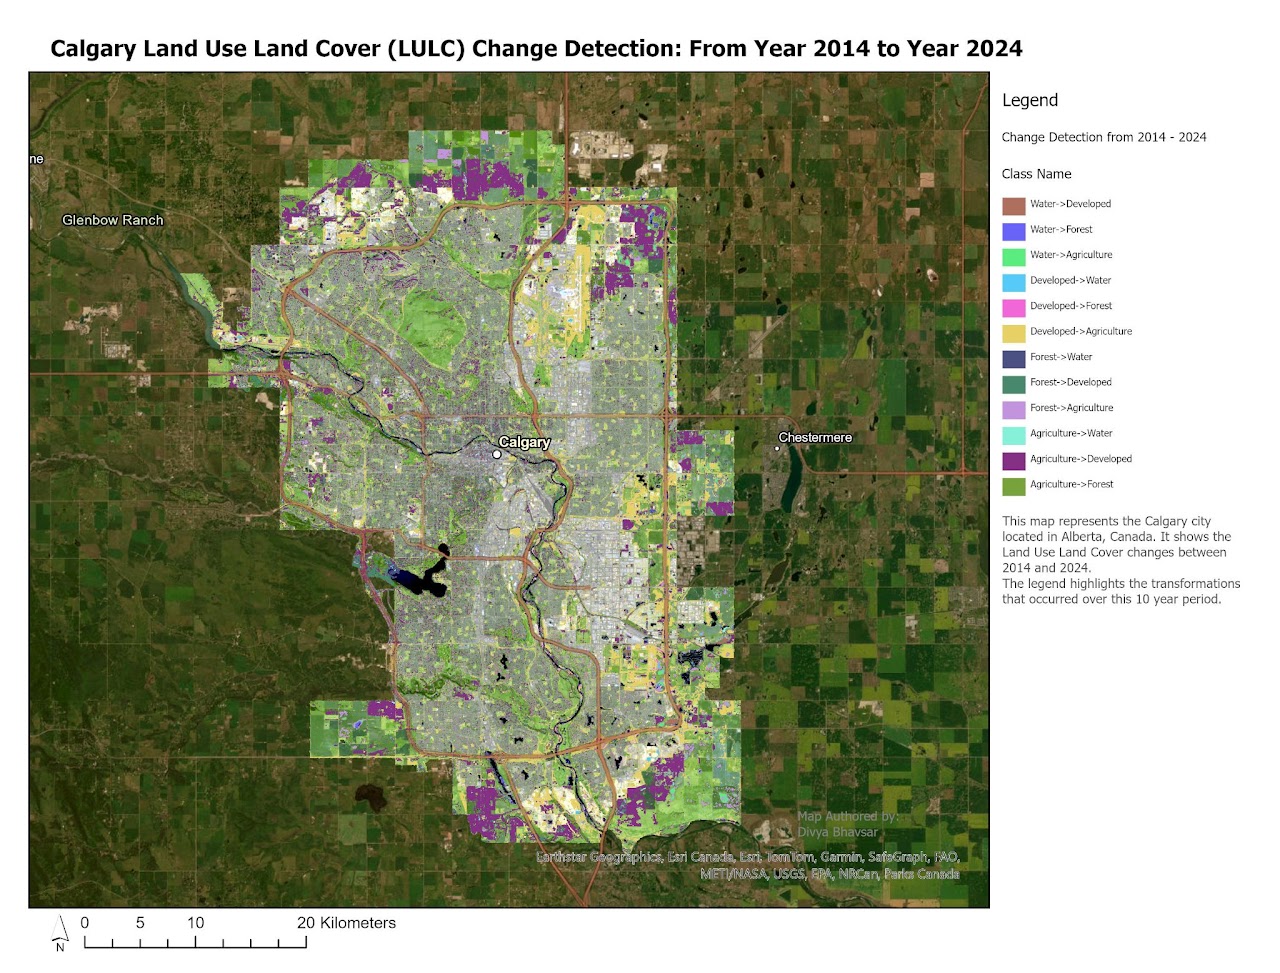 Calgary Land Use Land Cover (LULC) Change Detection: From Year 2014 to Year 2024
ne
Glenbow Ranch
Calgary
Chestermere
Map Authored by:
Divya Bhavsar
Earthstar Geographics, Esri Canada, Esri, TomTom, Garmin, SafeGraph, FAO,
METI/NASA, USGS, EPA, NRCan, Parks Canada
Legend
Change Detection from 2014 - 2024
Class Name
Water->Developed
Water->Forest
Water->Agriculture
Developed->Water
Developed->Forest
Developed->Agriculture
Forest->Water
Forest->Developed
Forest->Agriculture
Agriculture->Water
Agriculture->Developed
Agriculture->Forest
This map represents the Calgary city
located in Alberta, Canada. It shows the
Land Use Land Cover changes between
2014 and 2024.
The legend highlights the transformations
that occurred over this 10 year period.
N
0 5 10 20 Kilometers